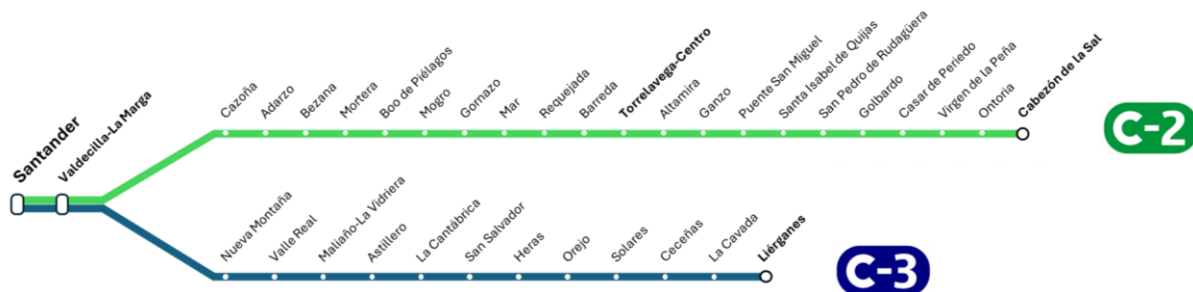 Santander
Valdecilla-La Marga
Cazoña
Adarzo
Bezana
Mortera
Boo de Piélagos
Mogro
Gornazo
Mar
Requejada
Barreda
Torrelavega-Centro
Altamira
Ganzo
Puente San Miguel
Santa Isabel de Quijas
San Pedro de Rudagüera
Golbardo
Casar de Periedo
Virgen de la Peña
Ontoria
Cabezón de la Sal
C-2
Nueva Montaña
Valle Real
Maliaño-La Vidriera
Astillero
La Cantábrica
San Salvador
Heras
Orejo
Solares
Ceceñas
La Cavada
Liérganes
C-3